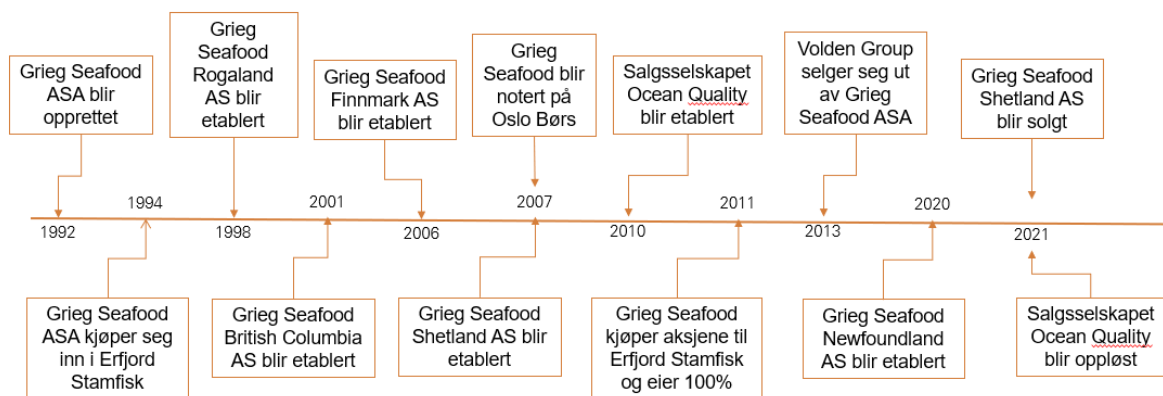 Grieg Seafood
ASA blir
opprettet
Grieg
Seafood
Rogaland
AS blir
etablert
Grieg Seafood
Finnmark AS
blir etablert
Grieg
Seafood blir
notert på
Oslo Børs
Salgsselskapet
Ocean Quality
blir etablert
Volden Group
selger seg ut
av Grieg
Seafood ASA
Grieg Seafood
Shetland AS
blir solgt
1992
1994
1998
2001
2006
2007
2010
2011
2013
2020
2021
Grieg Seafood
ASA kjøper seg
inn i Erfjord
Stamfisk
Grieg Seafood
British Columbia
AS blir etablert
Grieg Seafood
Shetland AS blir
etablert
Grieg Seafood
kjøper aksjene til
Erfjord Stamfisk
og eier 100%
Grieg Seafood
Newfoundland
AS blir etablert
Salgsselskapet
Ocean Quality
blir oppløst